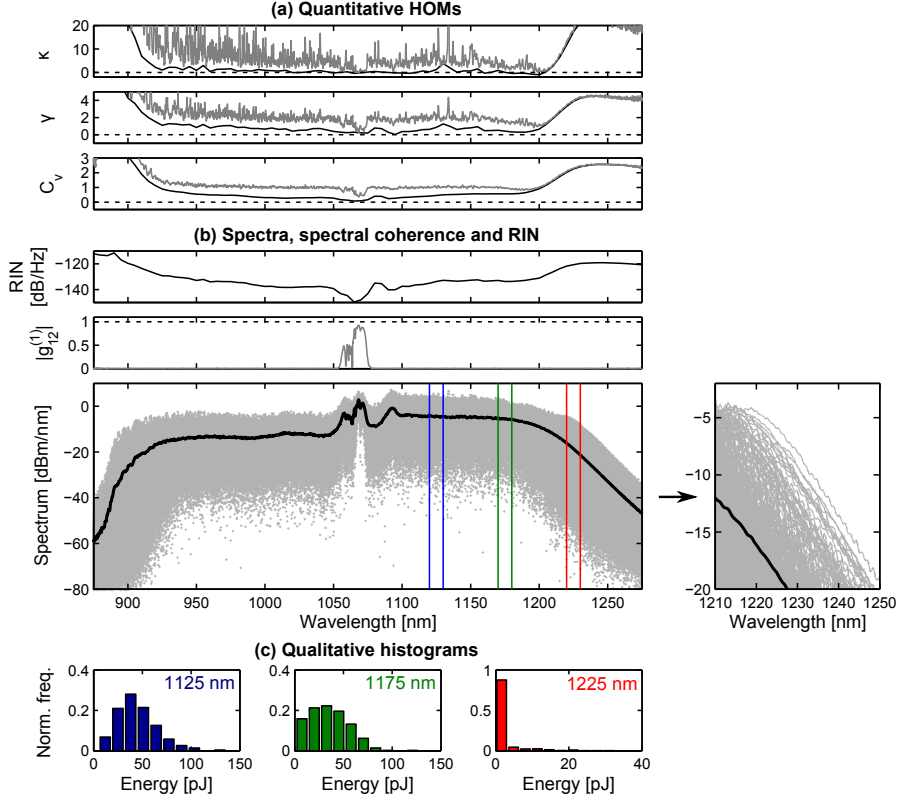 (a) Quantitative HOMs
20
10
0
κ
4
2
0
γ
3
2
1
0
C_v
(b) Spectra, spectral coherence and RIN
−120
−140
RIN
[dB/Hz]
1
0.5
0
|g_12^(1)|
0
−20
−40
−60
−80
Spectrum [dBm/nm]
900 950 1000 1050 1100 1150 1200 1250
Wavelength [nm]
0
−5
−10
−15
−20
1210 1220 1230 1240 1250
Wavelength [nm]
(c) Qualitative histograms
Norm. freq.
0.4
0.2
0
1125 nm
0 50 100 150
Energy [pJ]
0.4
0.2
0
1175 nm
0 50 100 150
Energy [pJ]
1
0.5
0
1225 nm
0 20 40
Energy [pJ]